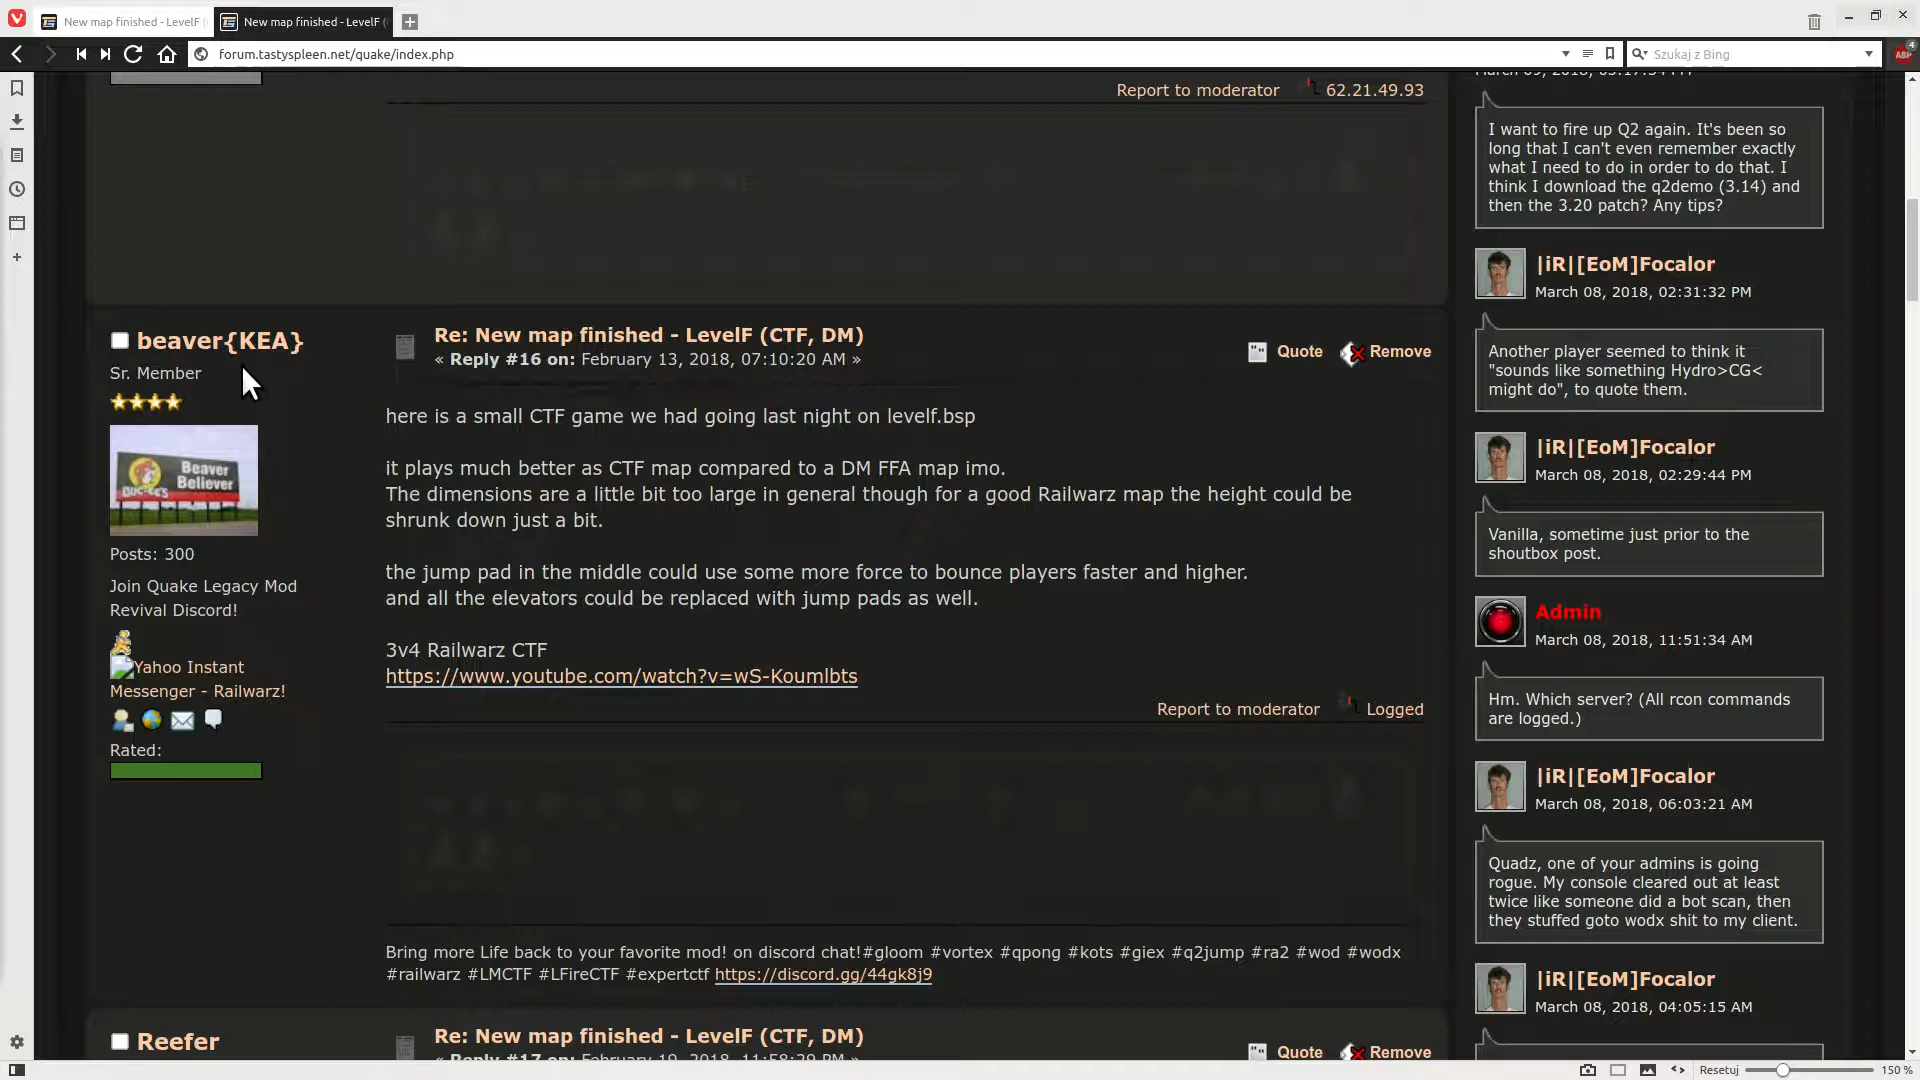 New map finished - LevelF (
New map finished - LevelF (
forum.tastyspleen.net/quake/index.php
Szukaj z Bing
ABP
4
Report to moderator
62.21.49.93
beaver{KEA}
Sr. Member
Beaver
Believer
BUC-EE'S
Posts: 300
Join Quake Legacy Mod
Revival Discord!
Yahoo Instant
Messenger - Railwarz!
Rated:
Re: New map finished - LevelF (CTF, DM)
« Reply #16 on: February 13, 2018, 07:10:20 AM »
Quote
Remove
here is a small CTF game we had going last night on levelf.bsp
it plays much better as CTF map compared to a DM FFA map imo.
The dimensions are a little bit too large in general though for a good Railwarz map the height could be
shrunk down just a bit.
the jump pad in the middle could use some more force to bounce players faster and higher.
and all the elevators could be replaced with jump pads as well.
3v4 Railwarz CTF
https://www.youtube.com/watch?v=wS-Koumlbts
Report to moderator
Logged
Bring more Life back to your favorite mod! on discord chat!#gloom #vortex #qpong #kots #giex #q2jump #ra2 #wod #wodx
#railwarz #LMCTF #LFireCTF #expertctf https://discord.gg/44gk8j9
Reefer
Re: New map finished - LevelF (CTF, DM)
« Reply #17 on: February 19, 2018, 11:58:29 PM »
Quote
Remove
I want to fire up Q2 again. It's been so
long that I can't even remember exactly
what I need to do in order to do that. I
think I download the q2demo (3.14) and
then the 3.20 patch? Any tips?
|iR|[EoM]Focalor
March 08, 2018, 02:31:32 PM
Another player seemed to think it
"sounds like something Hydro>CG<
might do", to quote them.
|iR|[EoM]Focalor
March 08, 2018, 02:29:44 PM
Vanilla, sometime just prior to the
shoutbox post.
Admin
March 08, 2018, 11:51:34 AM
Hm. Which server? (All rcon commands
are logged.)
|iR|[EoM]Focalor
March 08, 2018, 06:03:21 AM
Quadz, one of your admins is going
rogue. My console cleared out at least
twice like someone did a bot scan, then
they stuffed goto wodx shit to my client.
|iR|[EoM]Focalor
March 08, 2018, 04:05:15 AM
Resetuj
150 %